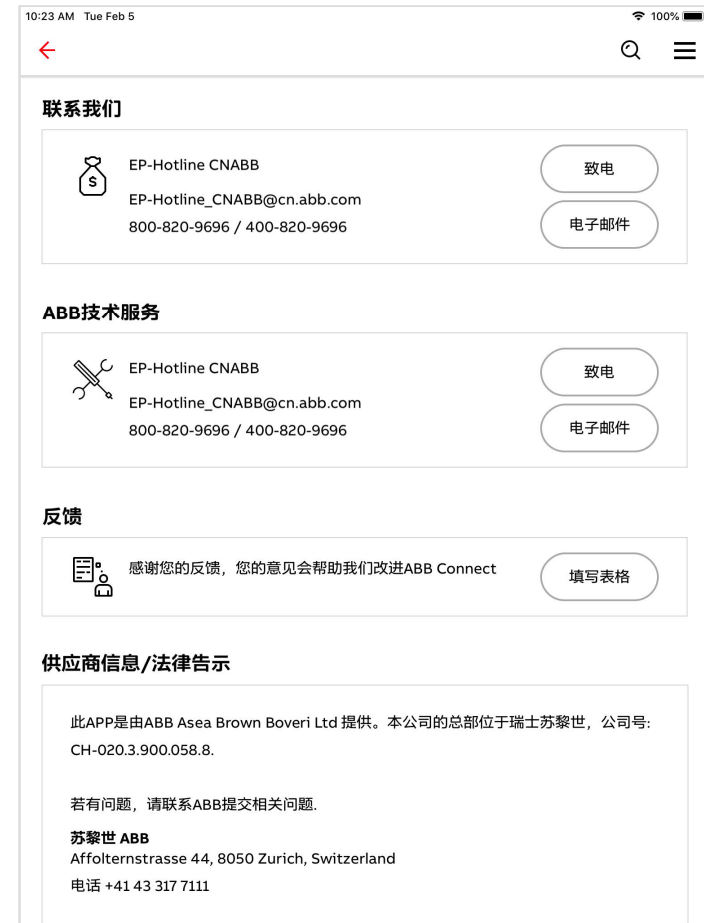 10:23 AM Tue Feb 5 100%
联系我们
EP-Hotline CNABB
致电
EP-Hotline_CNABB@cn.abb.com
800-820-9696 / 400-820-9696
电子邮件
ABB技术服务
EP-Hotline CNABB
致电
EP-Hotline_CNABB@cn.abb.com
800-820-9696 / 400-820-9696
电子邮件
反馈
感谢您的反馈，您的意见会帮助我们改进ABB Connect
填写表格
供应商信息/法律告示
此APP是由ABB Asea Brown Boveri Ltd 提供。本公司的总部位于瑞士苏黎世，公司号:
CH-020.3.900.058.8.
若有问题，请联系ABB提交相关问题.
苏黎世 ABB
Affolternstrasse 44, 8050 Zurich, Switzerland
电话 +41 43 317 7111